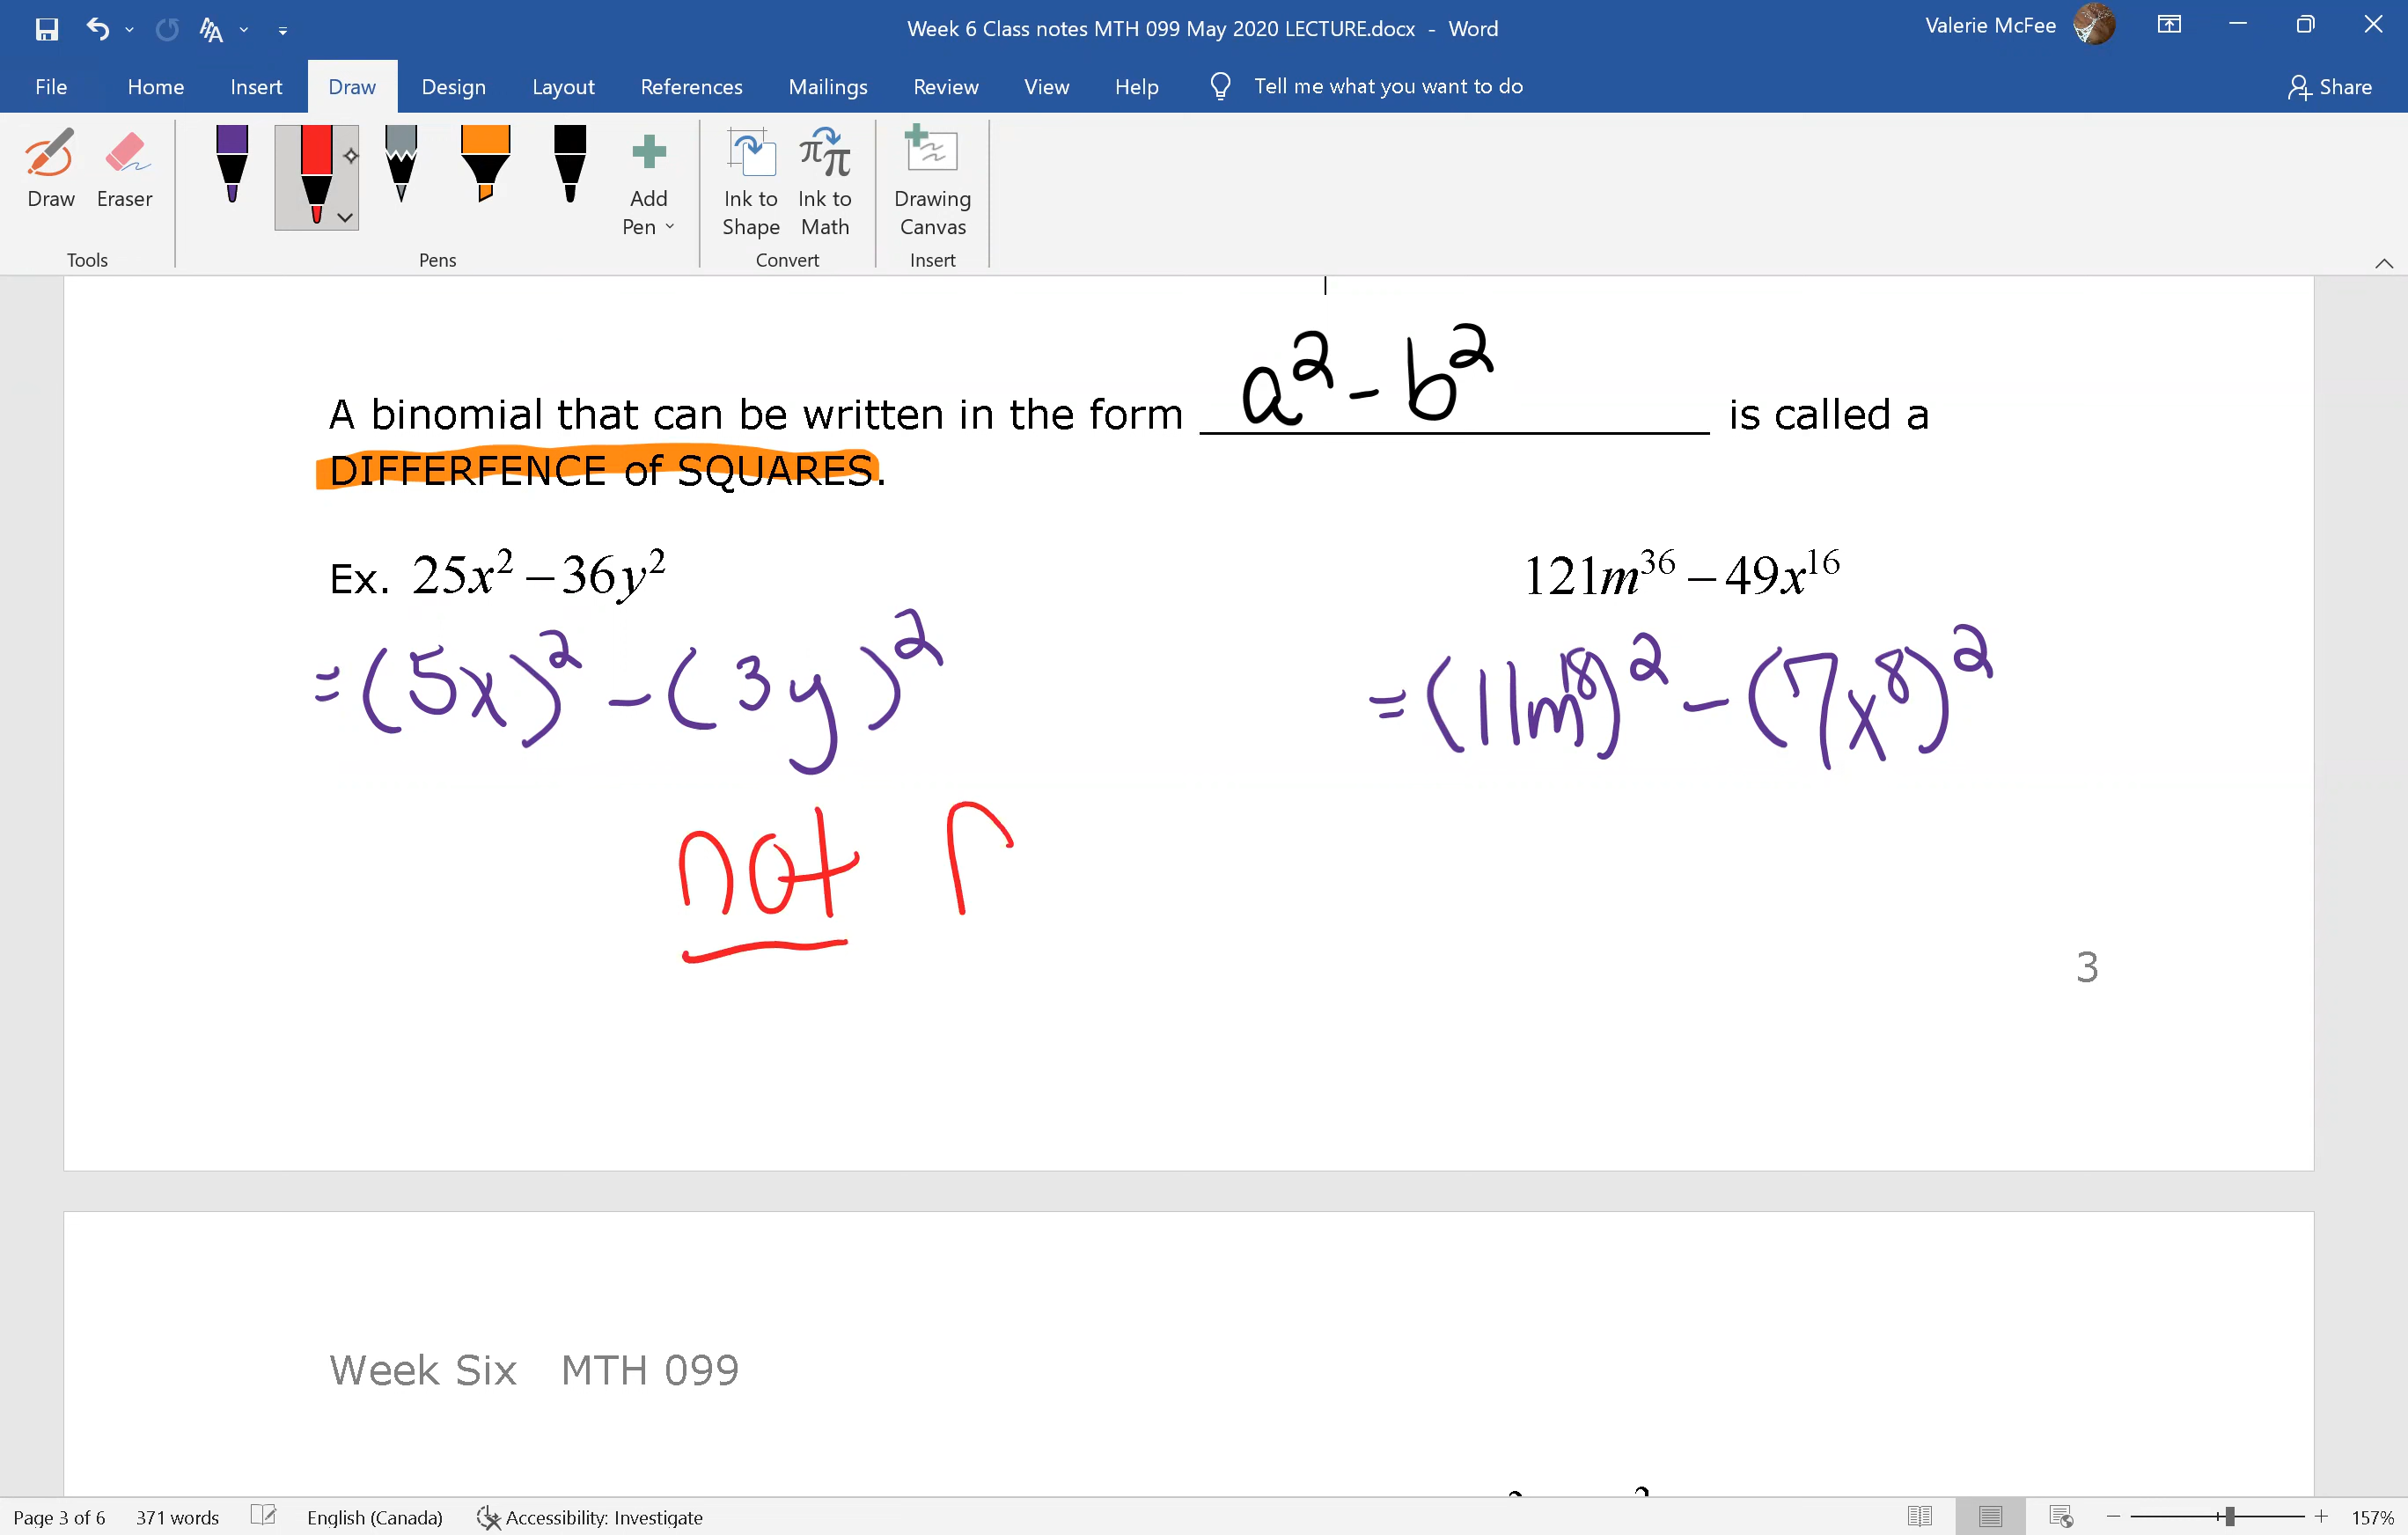 Week 6 Class notes MTH 099 May 2020 LECTURE.docx - Word
Valerie McFee
File Home Insert Draw Design Layout References Mailings Review View Help Tell me what you want to do Share
Draw Eraser Add Pen Ink to Shape Ink to Math Drawing Canvas
Tools Pens Convert Insert
A binomial that can be written in the form a² - b² is called a
DIFFERFENCE of SQUARES.
Ex. 25x² – 36y² 121m³⁶ – 49x¹⁶
= (5x)² - (3y)² = (11m¹⁸)² - (7x⁸)²
not
3
Week Six MTH 099
Page 3 of 6 371 words English (Canada) Accessibility: Investigate 157%